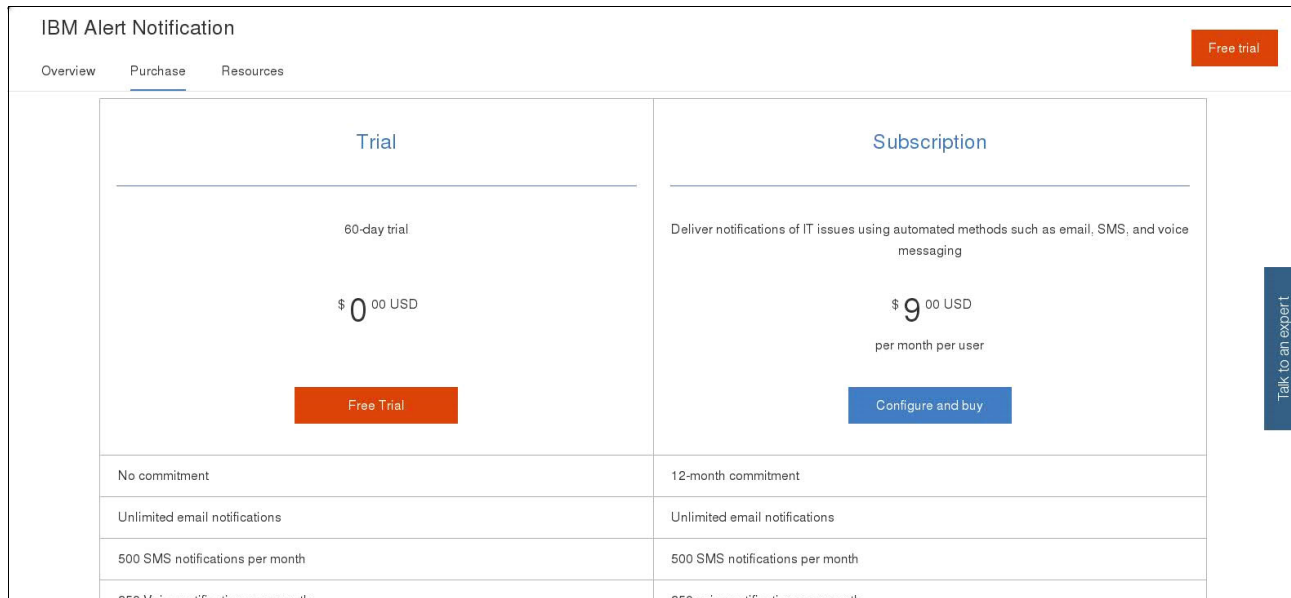 IBM Alert Notification
Free trial
Overview Purchase Resources
Trial
Subscription
60-day trial
Deliver notifications of IT issues using automated methods such as email, SMS, and voice
messaging
$ 0 00 USD
$ 9 00 USD
per month per user
Free Trial
Configure and buy
Talk to an expert
No commitment
12-month commitment
Unlimited email notifications
Unlimited email notifications
500 SMS notifications per month
500 SMS notifications per month